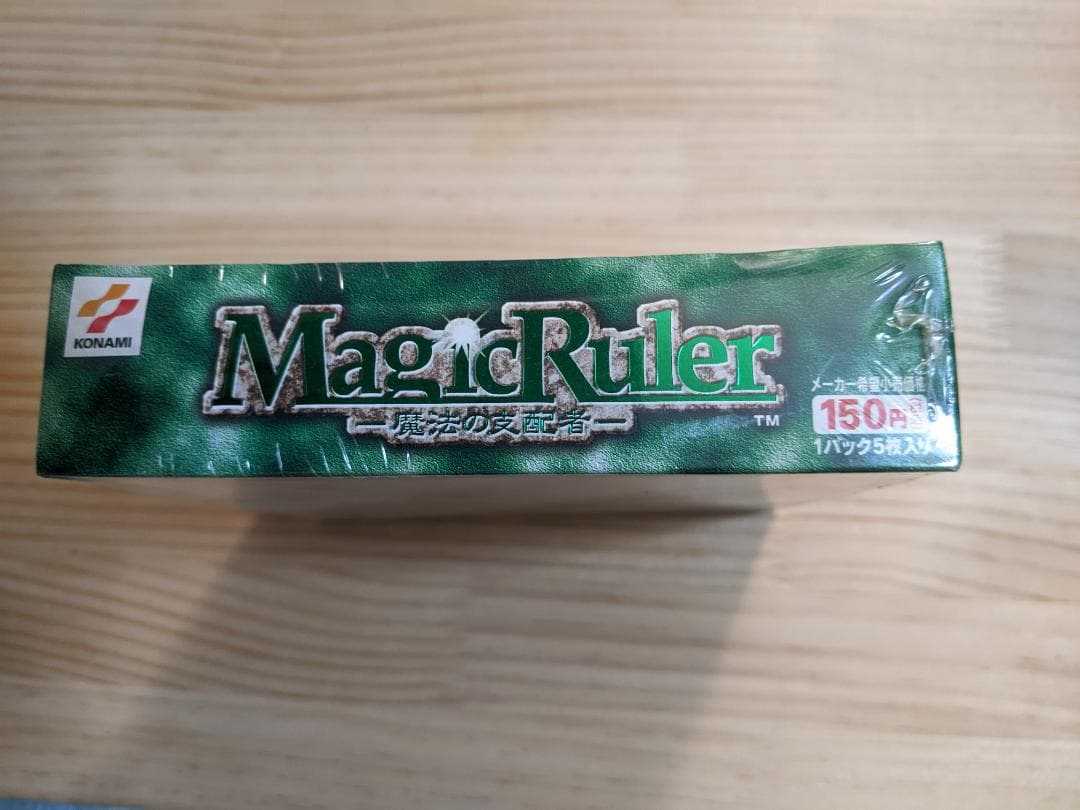 KONAMI
MagicRuler
ー魔法の支配者ー
TM
メーカー希望小売価格
150円
1パック5枚入り